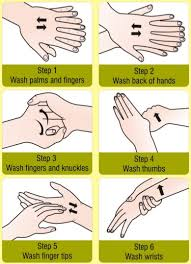 Step 1
Wash palms and fingers
Step 2
Wash back of hands
Step 3
Wash fingers and knuckles
Step 4
Wash thumbs
Step 5
Wash finger tips
Step 6
Wash wrists